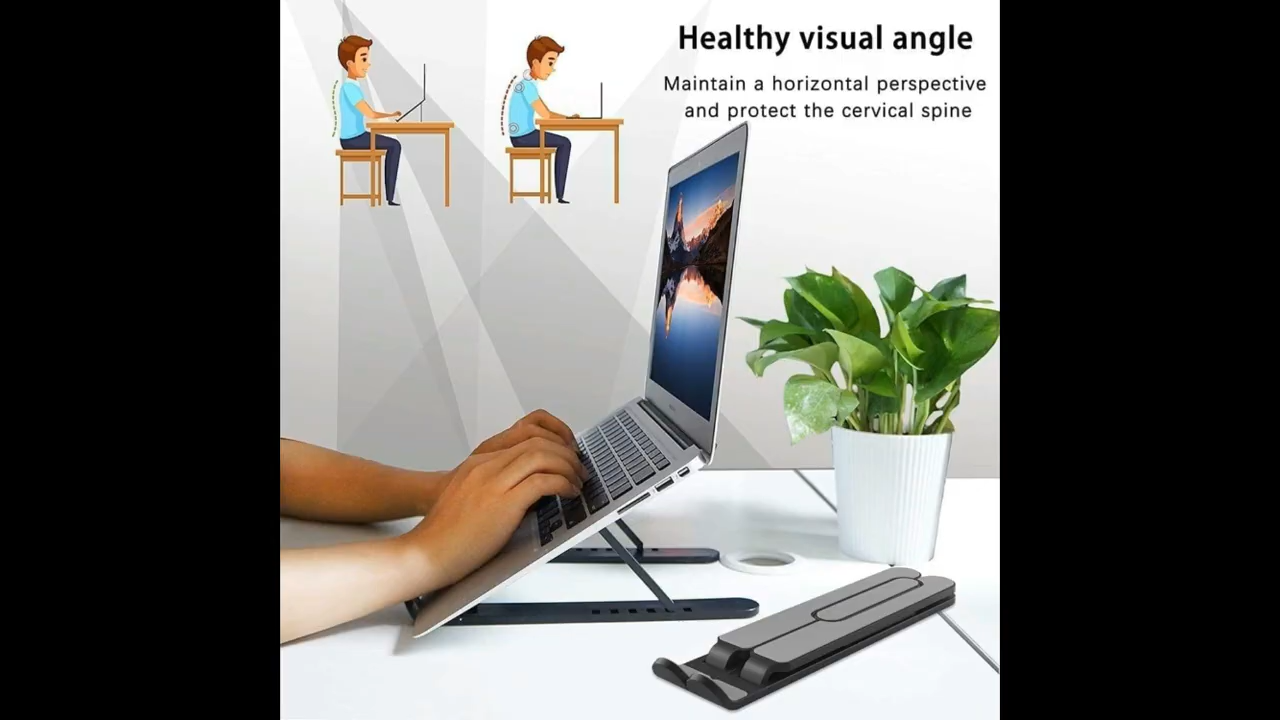 Healthy visual angle
Maintain a horizontal perspective
and protect the cervical spine